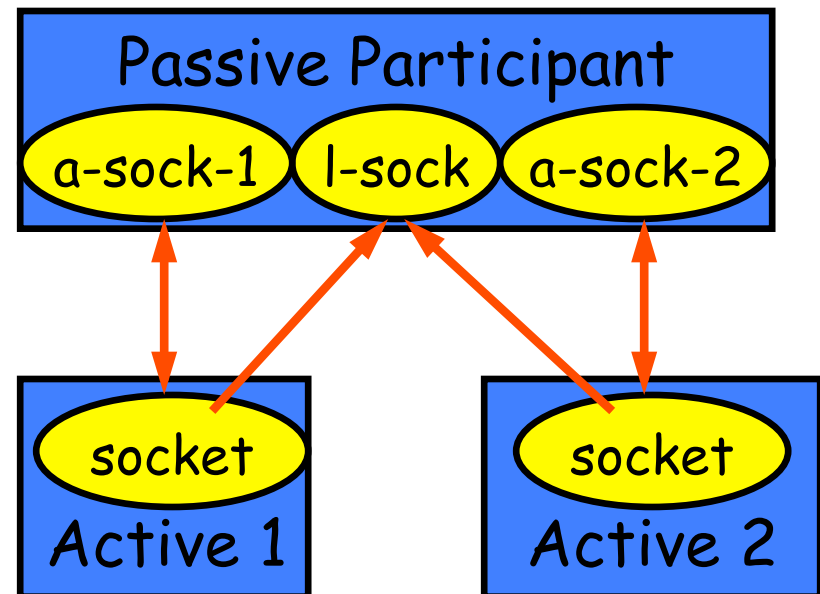 Passive Participant
a-sock-1 l-sock a-sock-2
socket socket
Active 1 Active 2